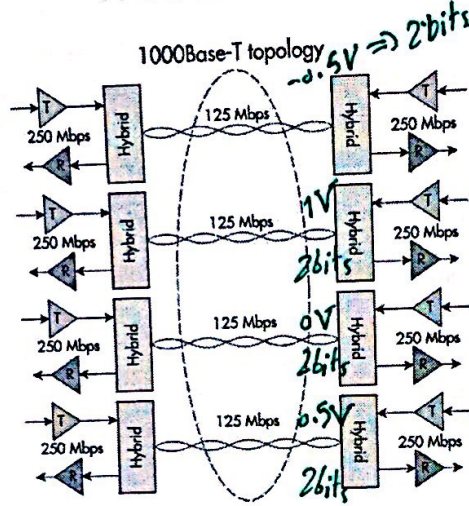 -0.5V => 2 bits
1000Base-T topology
T
250 Mbps
R
Hybrid
125 Mbps
Hybrid
T
250 Mbps
R
T
250 Mbps
R
Hybrid
125 Mbps
1V
2bits
Hybrid
T
250 Mbps
R
T
250 Mbps
R
Hybrid
125 Mbps
0V
2bits
Hybrid
T
250 Mbps
R
T
250 Mbps
R
Hybrid
125 Mbps
0.5V
2bits
Hybrid
T
250 Mbps
R